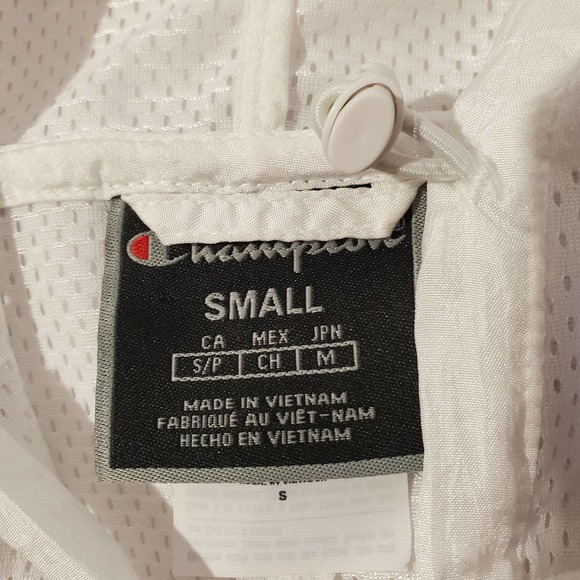 Champion
SMALL
CA MEX JPN
S/P CH M
MADE IN VIETNAM
FABRIQUÉ AU VIÊT-NAM
HECHO EN VIETNAM
S